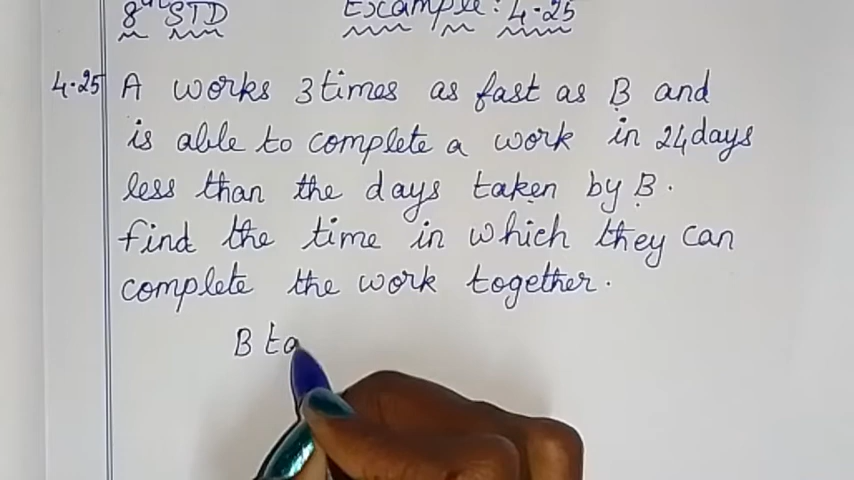 8th STD Example: 4.25
4.25 A works 3 times as fast as B and
is able to complete a work in 24 days
less than the days taken by B.
Find the time in which they can
complete the work together.
B ta